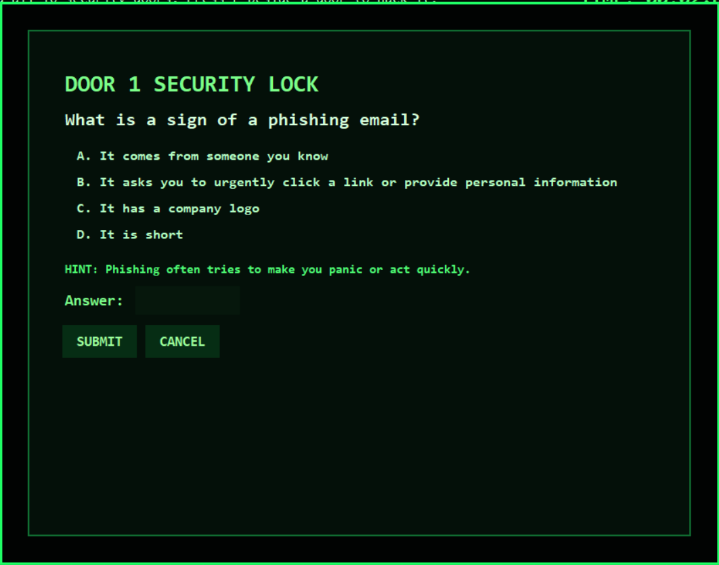 DOOR 1 SECURITY LOCK
What is a sign of a phishing email?
A. It comes from someone you know
B. It asks you to urgently click a link or provide personal information
C. It has a company logo
D. It is short
HINT: Phishing often tries to make you panic or act quickly.
Answer:
SUBMIT CANCEL